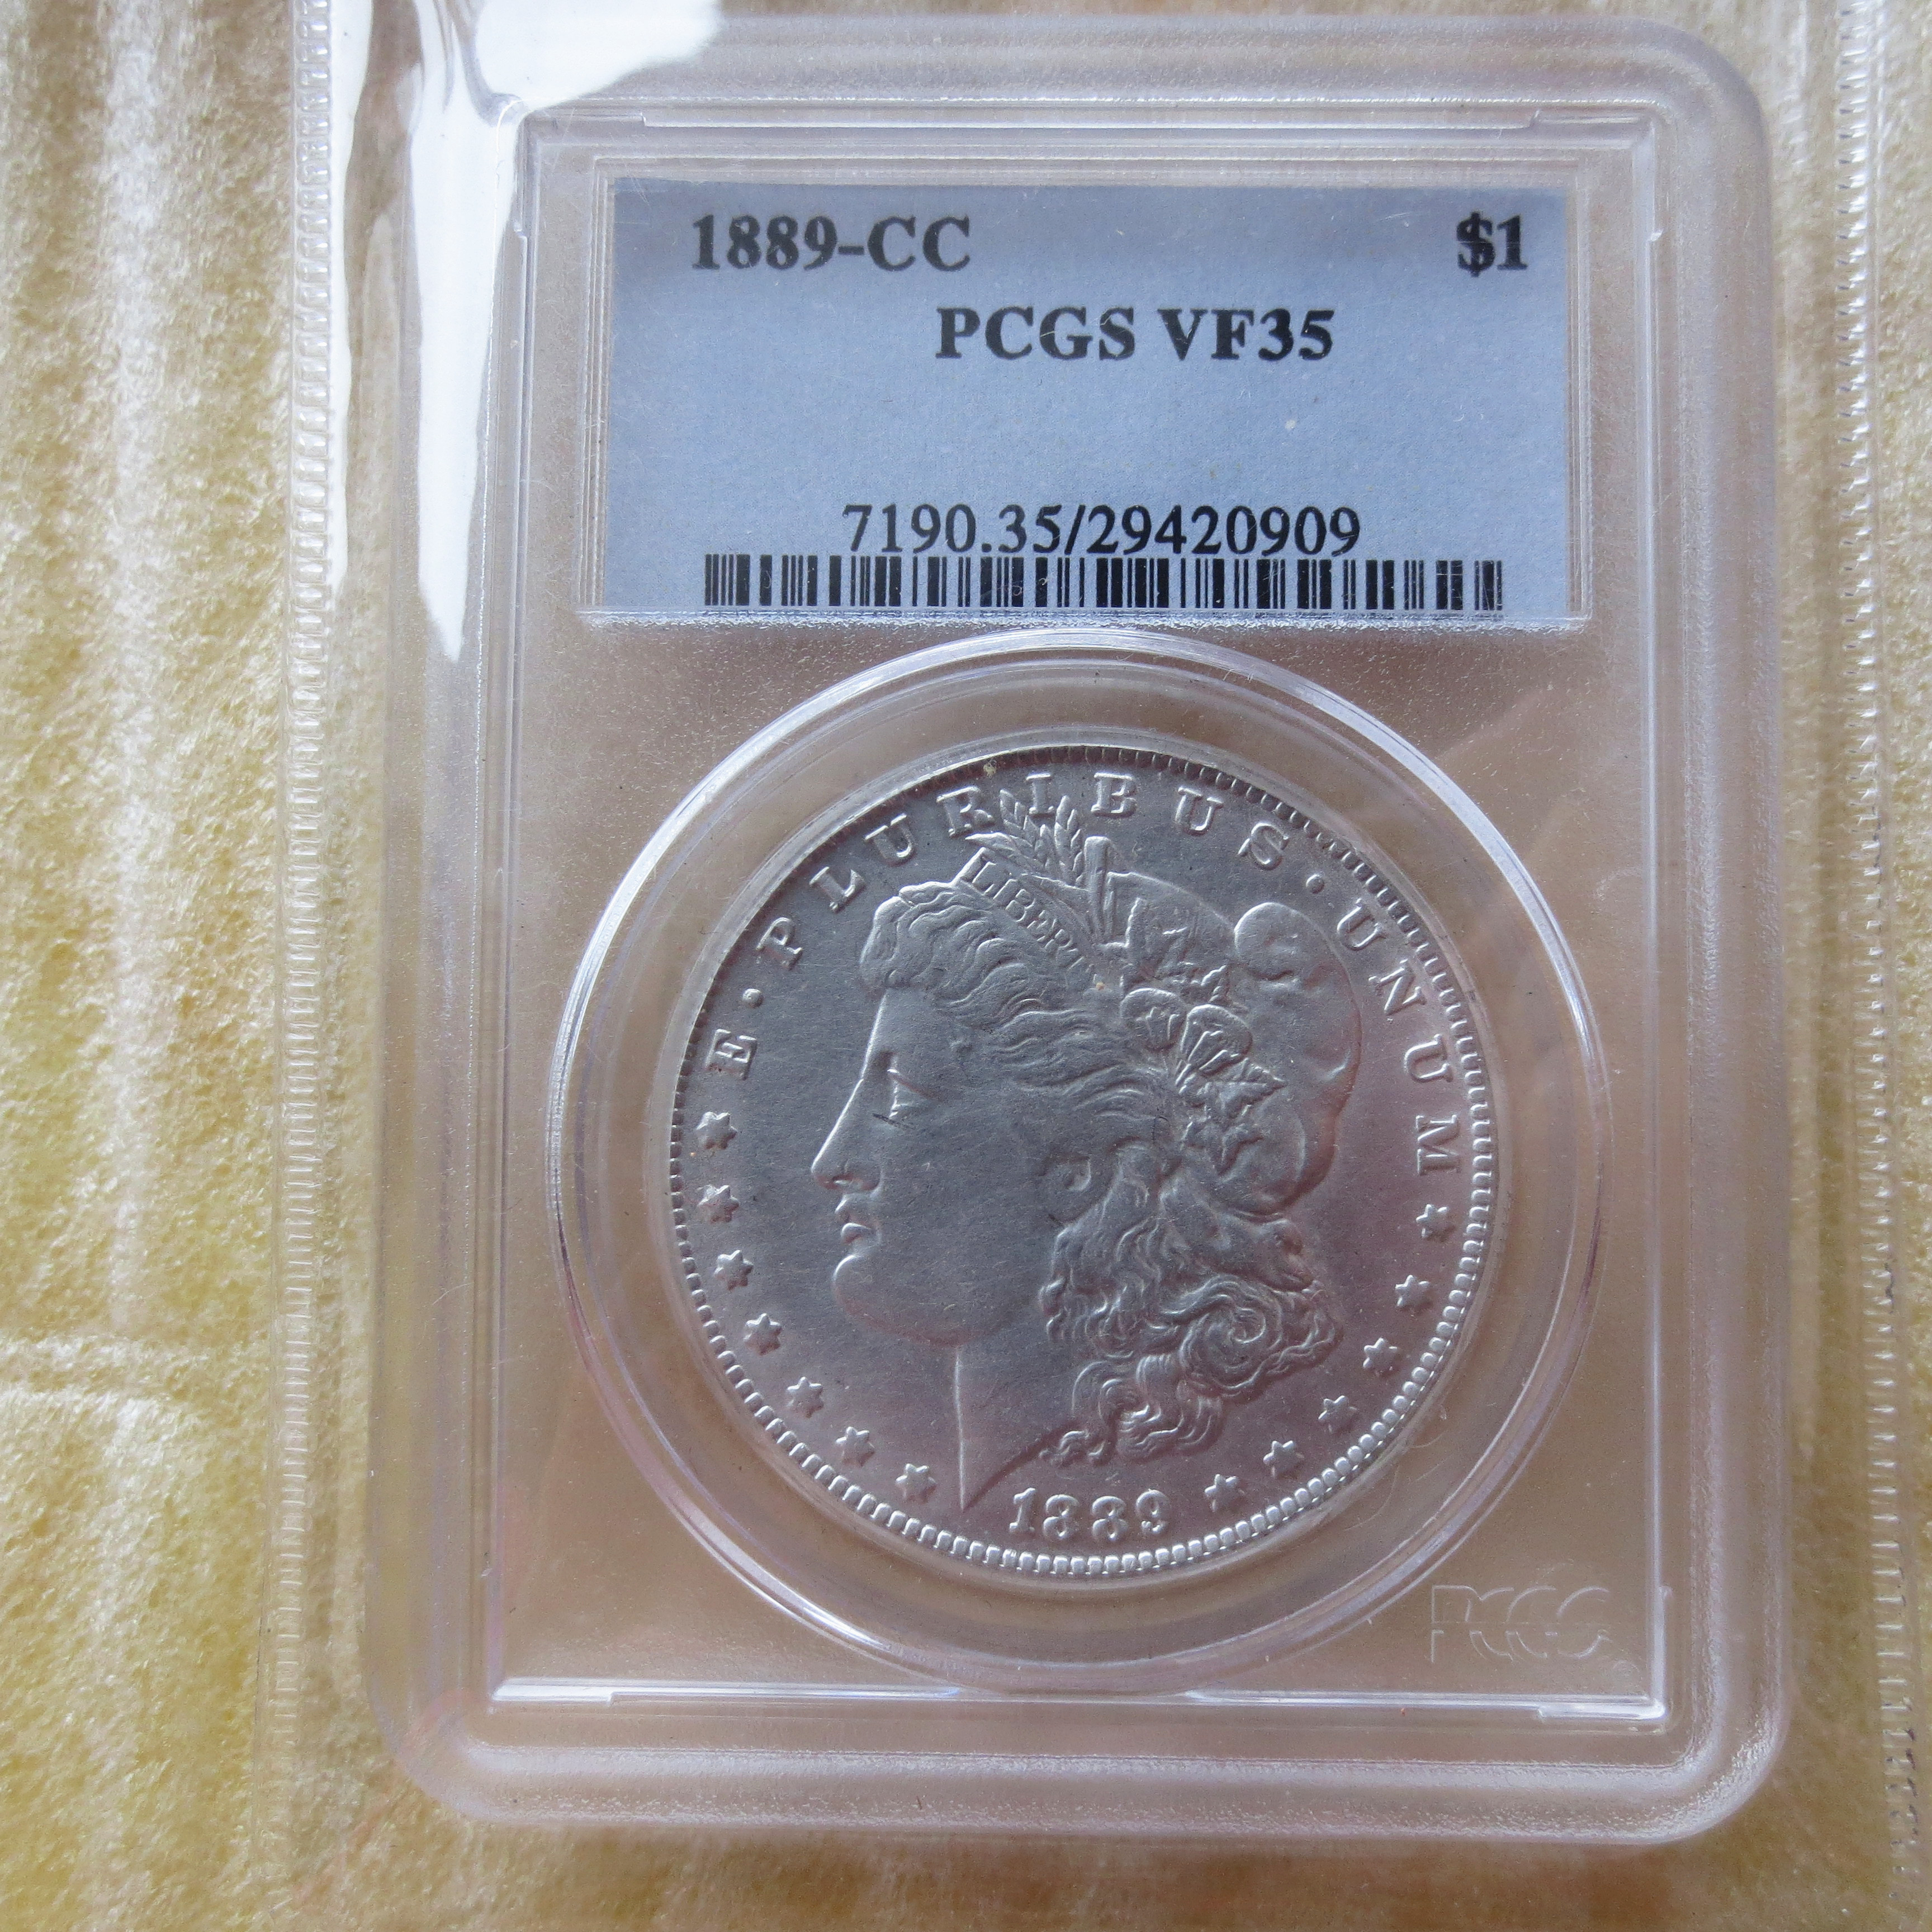 1889-CC $1
PCGS VF35
7190.35/29420909
E·PLURIBUS·UNUM
LIBERTY
1889
PCGS